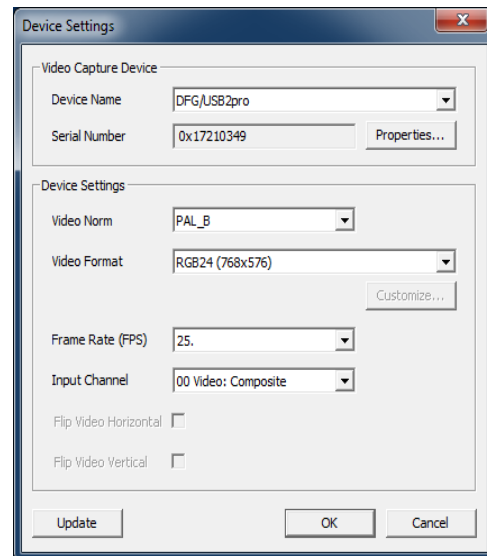 Device Settings
Video Capture Device
Device Name DFG/USB2pro
Serial Number 0x17210349 Properties...
Device Settings
Video Norm PAL_B
Video Format RGB24 (768x576)
Customize...
Frame Rate (FPS) 25.
Input Channel 00 Video: Composite
Flip Video Horizontal
Flip Video Vertical
Update OK Cancel